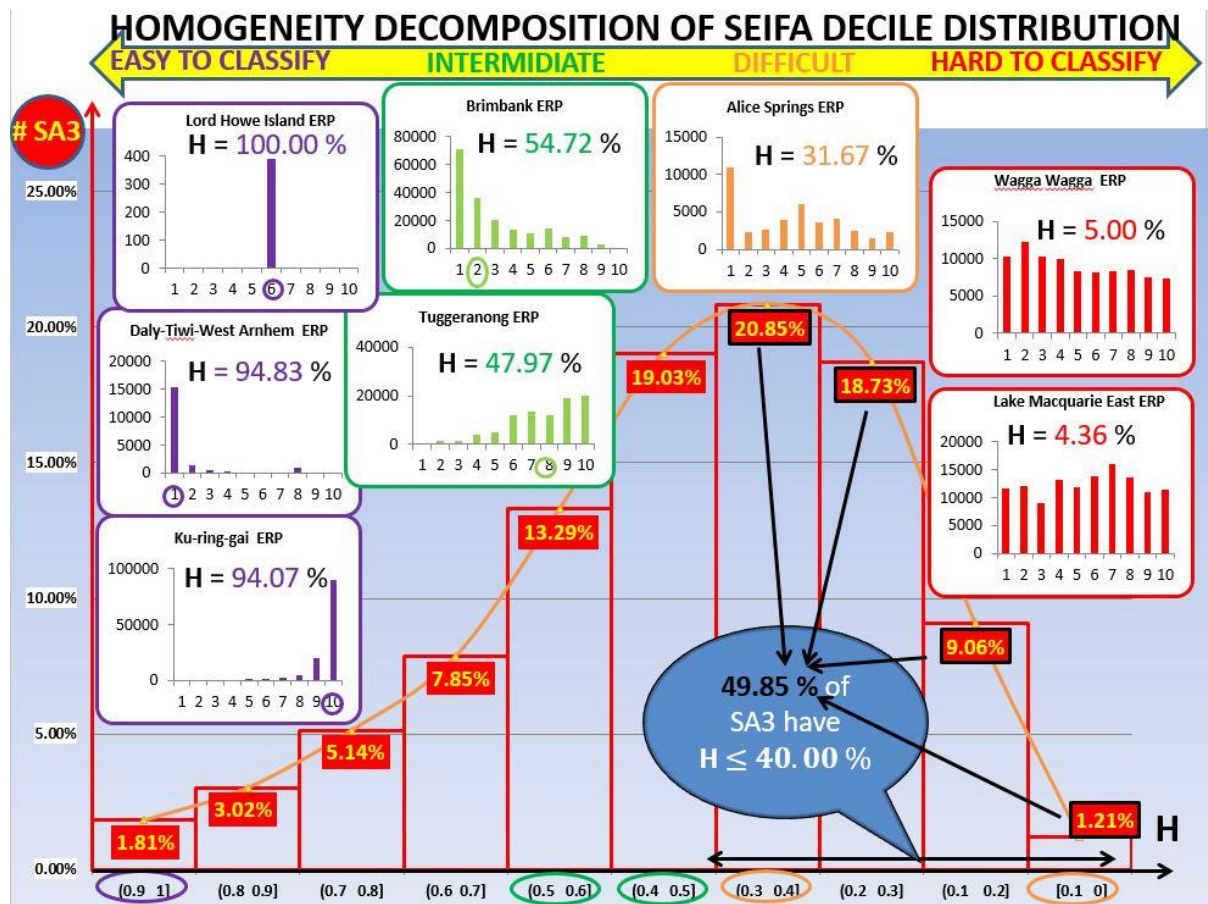 HOMOGENEITY DECOMPOSITION OF SEIFA DECILE DISTRIBUTION
EASY TO CLASSIFY
INTERMIDIATE
DIFFICULT
HARD TO CLASSIFY
# SA3
25.00%
20.00%
15.00%
10.00%
5.00%
0.00%
Lord Howe Island ERP
H = 100.00 %
400
300
200
100
0
1 2 3 4 5 6 7 8 9 10
Brimbank ERP
H = 54.72 %
80000
60000
40000
20000
0
1 2 3 4 5 6 7 8 9 10
Alice Springs ERP
H = 31.67 %
15000
10000
5000
0
1 2 3 4 5 6 7 8 9 10
Wagga Wagga ERP
H = 5.00 %
15000
10000
5000
0
1 2 3 4 5 6 7 8 9 10
Daly-Tiwi-West Arnhem ERP
H = 94.83 %
20000
15000
10000
5000
0
1 2 3 4 5 6 7 8 9 10
Tuggeranong ERP
H = 47.97 %
40000
20000
0
1 2 3 4 5 6 7 8 9 10
Lake Macquarie East ERP
H = 4.36 %
20000
15000
10000
5000
0
1 2 3 4 5 6 7 8 9 10
Ku-ring-gai ERP
H = 94.07 %
100000
50000
0
1 2 3 4 5 6 7 8 9 10
1.81%
3.02%
5.14%
7.85%
13.29%
19.03%
20.85%
18.73%
9.06%
1.21%
49.85 % of
SA3 have
H ≤ 40.00 %
H
(0.9 1]
(0.8 0.9]
(0.7 0.8]
(0.6 0.7]
(0.5 0.6]
(0.4 0.5]
(0.3 0.4]
(0.2 0.3]
(0.1 0.2]
[0.1 0]